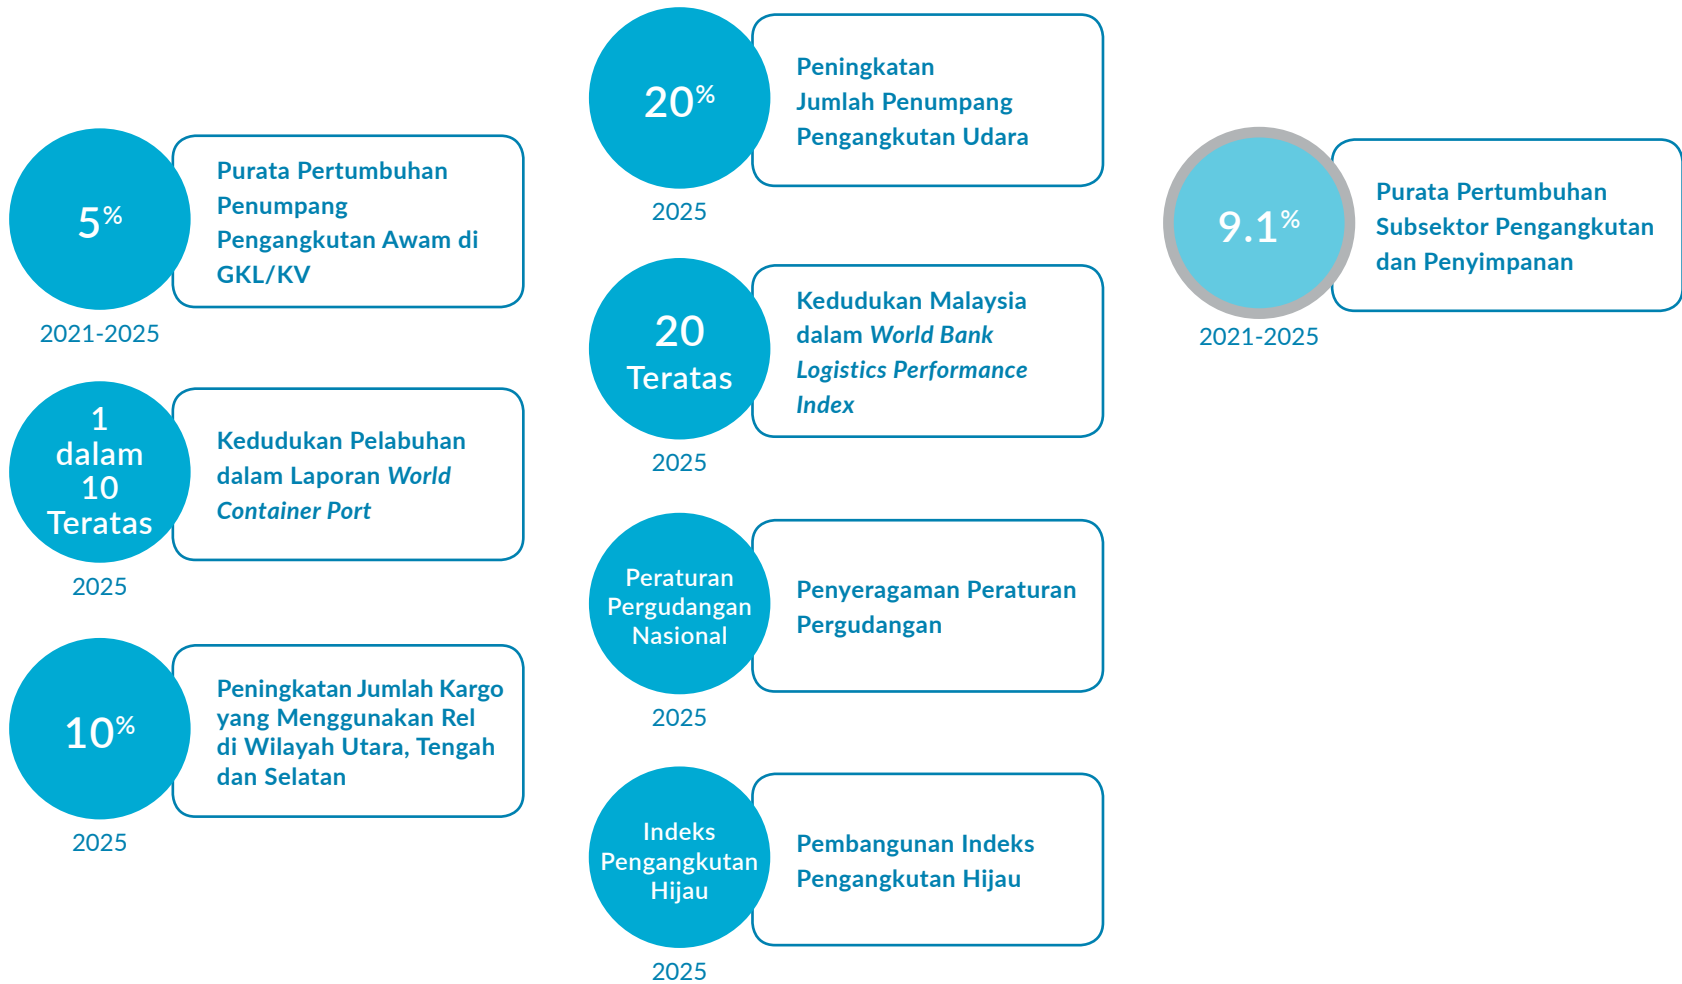 5%
Purata Pertumbuhan
Penumpang
Pengangkutan Awam di
GKL/KV
2021-2025
1
dalam
10
Teratas
Kedudukan Pelabuhan
dalam Laporan World
Container Port
2025
10%
Peningkatan Jumlah Kargo
yang Menggunakan Rel
di Wilayah Utara, Tengah
dan Selatan
2025
20%
Peningkatan
Jumlah Penumpang
Pengangkutan Udara
2025
20
Teratas
Kedudukan Malaysia
dalam World Bank
Logistics Performance
Index
2025
Peraturan
Pergudangan
Nasional
Penyeragaman Peraturan
Pergudangan
2025
Indeks
Pengangkutan
Hijau
Pembangunan Indeks
Pengangkutan Hijau
2025
9.1%
Purata Pertumbuhan
Subsektor Pengangkutan
dan Penyimpanan
2021-2025